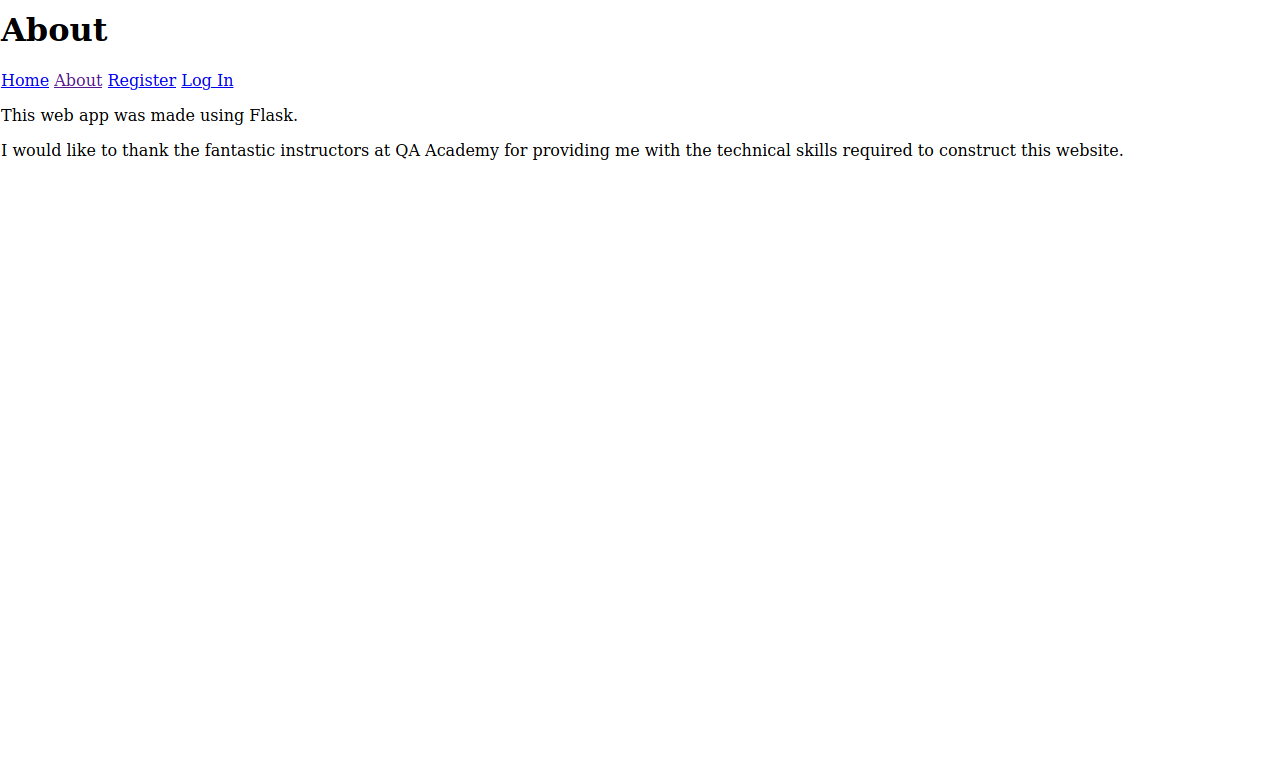 About
Home About Register Log In
This web app was made using Flask.
I would like to thank the fantastic instructors at QA Academy for providing me with the technical skills required to construct this website.